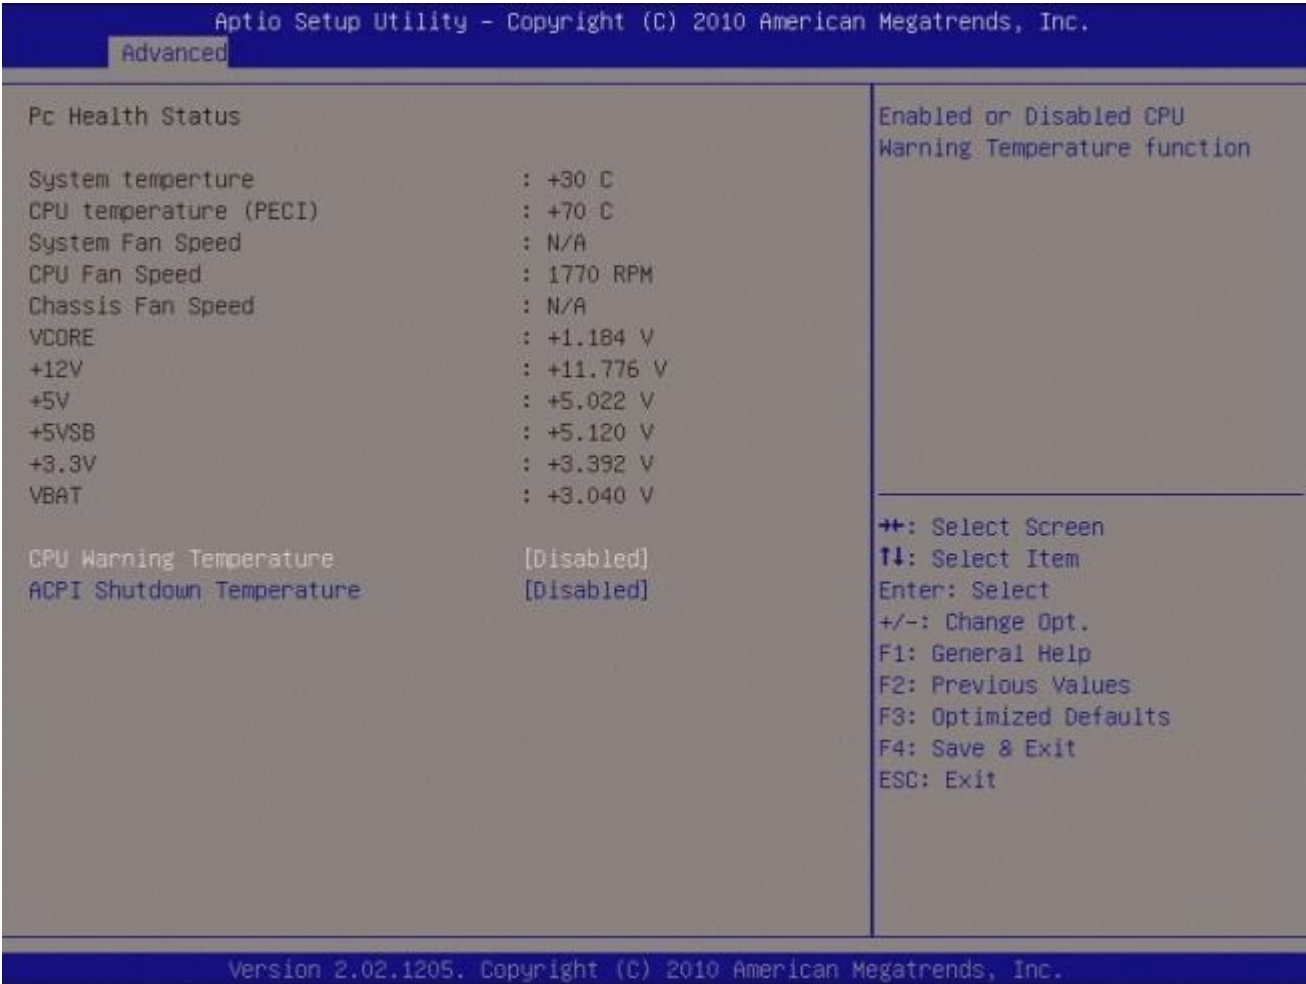 Aptio Setup Utility – Copyright (C) 2010 American Megatrends, Inc.
Advanced
Pc Health Status
System temperture : +30 C
CPU temperature (PECI) : +70 C
System Fan Speed : N/A
CPU Fan Speed : 1770 RPM
Chassis Fan Speed : N/A
VCORE : +1.184 V
+12V : +11.776 V
+5V : +5.022 V
+5VSB : +5.120 V
+3.3V : +3.392 V
VBAT : +3.040 V
CPU Warning Temperature [Disabled]
ACPI Shutdown Temperature [Disabled]
Enabled or Disabled CPU
Warning Temperature function
→←: Select Screen
↑↓: Select Item
Enter: Select
+/-: Change Opt.
F1: General Help
F2: Previous Values
F3: Optimized Defaults
F4: Save & Exit
ESC: Exit
Version 2.02.1205. Copyright (C) 2010 American Megatrends, Inc.